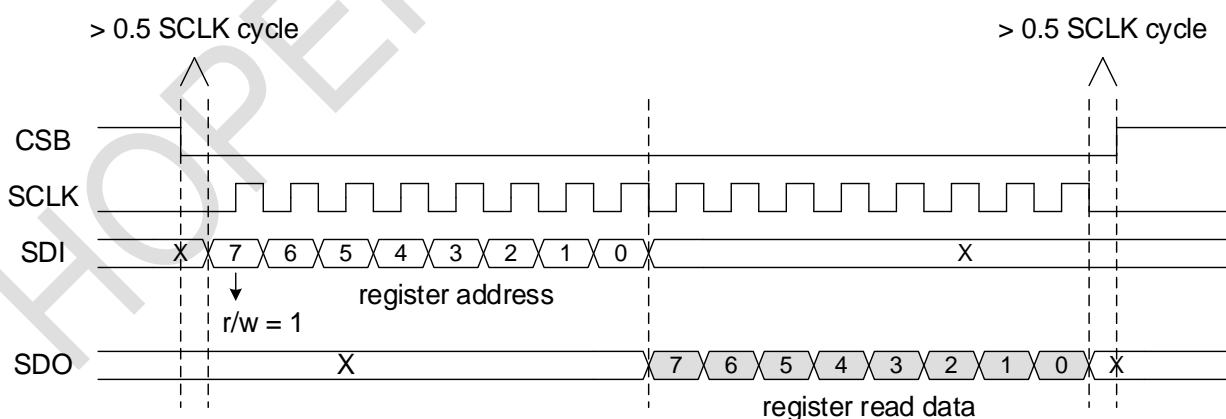 > 0.5 SCLK cycle
> 0.5 SCLK cycle
CSB
SCLK
SDI
X 7 6 5 4 3 2 1 0 X
register address
r/w = 1
SDO
X 7 6 5 4 3 2 1 0 X
register read data